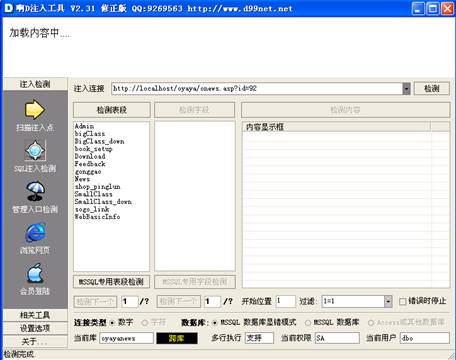 啊D注入工具 V2.31 修正版 QQ:9269563 http://www.d99net.net
加载内容中....
注入检测
扫描注入点
SQL注入检测
管理入口检测
浏览网页
会员登陆
相关工具
设置选项
关于...
注入连接 http://localhost/oyaya/onews.asp?id=92 检测
检测表段 检测字段 检测内容
Admin
bigClass
BigClass_down
book_setup
Download
Feedback
gonggao
News
shop_pinglun
SmallClass
SmallClass_down
sogo_link
WebBasicInfo
内容显示框
MSSQL专用表段检测 MSSQL专用字段检测
检测下一个 1 /? 检测下一个 1 /? 开始位置 1 过滤: 1=1 错误时停止
连接类型 数字 字符 数据库: MSSQL 数据库显错模式 MSSQL 数据库 Access或其他数据库
当前库 oyayanews 跨库 多行执行 支持 当前权限 SA 当前用户 dbo
检测完成